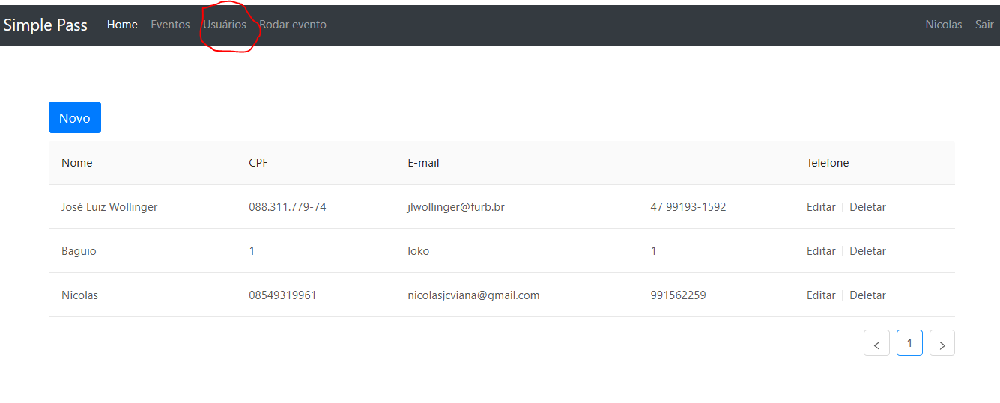 Simple Pass Home Eventos Usuários Rodar evento Nicolas Sair
Novo
Nome CPF E-mail Telefone
José Luiz Wollinger 088.311.779-74 jlwollinger@furb.br 47 99193-1592 Editar Deletar
Baguio 1 loko 1 Editar Deletar
Nicolas 08549319961 nicolasjcviana@gmail.com 991562259 Editar Deletar
< 1 >